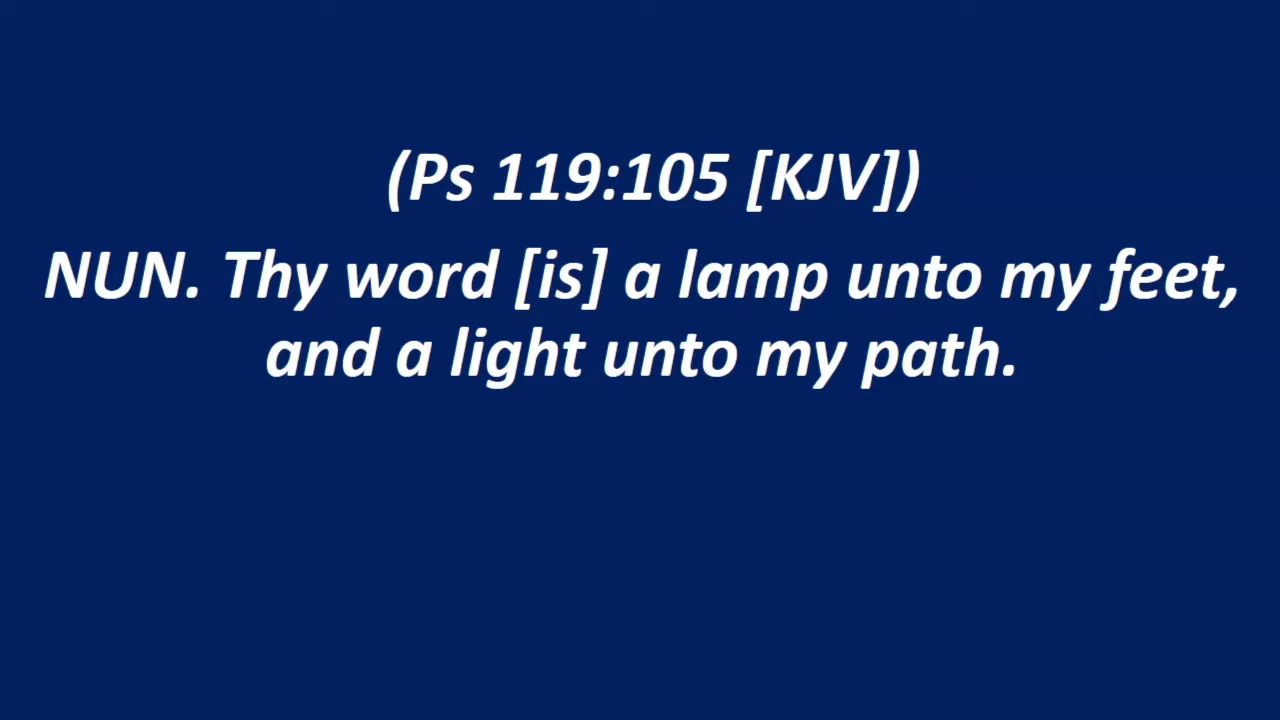 (Ps 119:105 [KJV])
NUN. Thy word [is] a lamp unto my feet,
and a light unto my path.